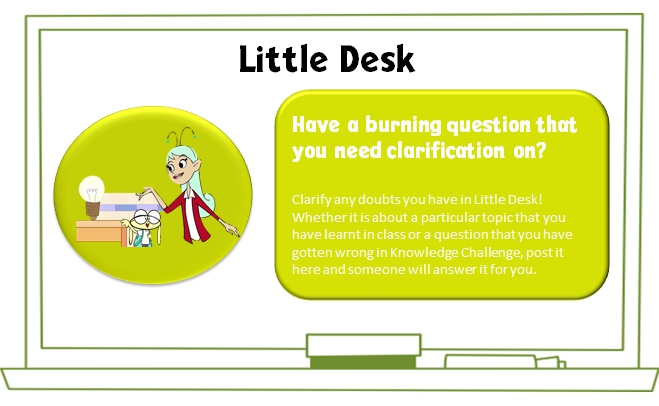 Little Desk
Have a burning question that
you need clarification on?
Clarify any doubts you have in Little Desk!
Whether it is about a particular topic that you
have learnt in class or a question that you have
gotten wrong in Knowledge Challenge, post it
here and someone will answer it for you.